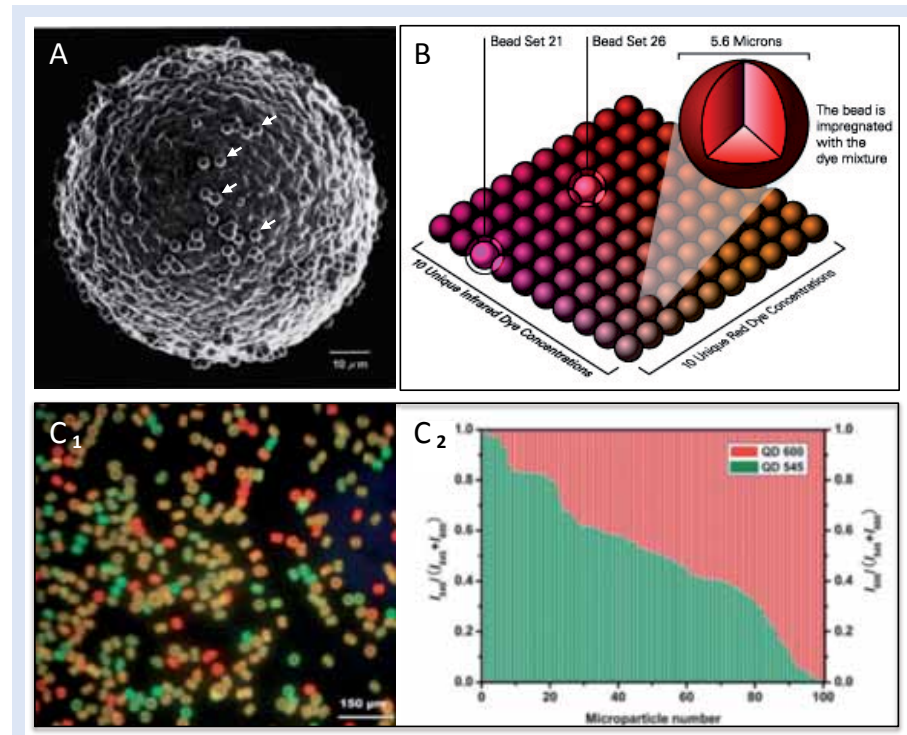 A
10 µm
B
Bead Set 21
Bead Set 26
5.6 Microns
The bead is
impregnated
with the
dye mixture
10 Unique Infrared Dye Concentrations
10 Unique Red Dye Concentrations
C 1
150 µm
C 2
QD 600
QD 545
1.0
0.8
0.6
0.4
0.2
0.0
1.0
0.8
0.6
0.4
0.2
0.0
0
20
40
60
80
100
Microparticle number